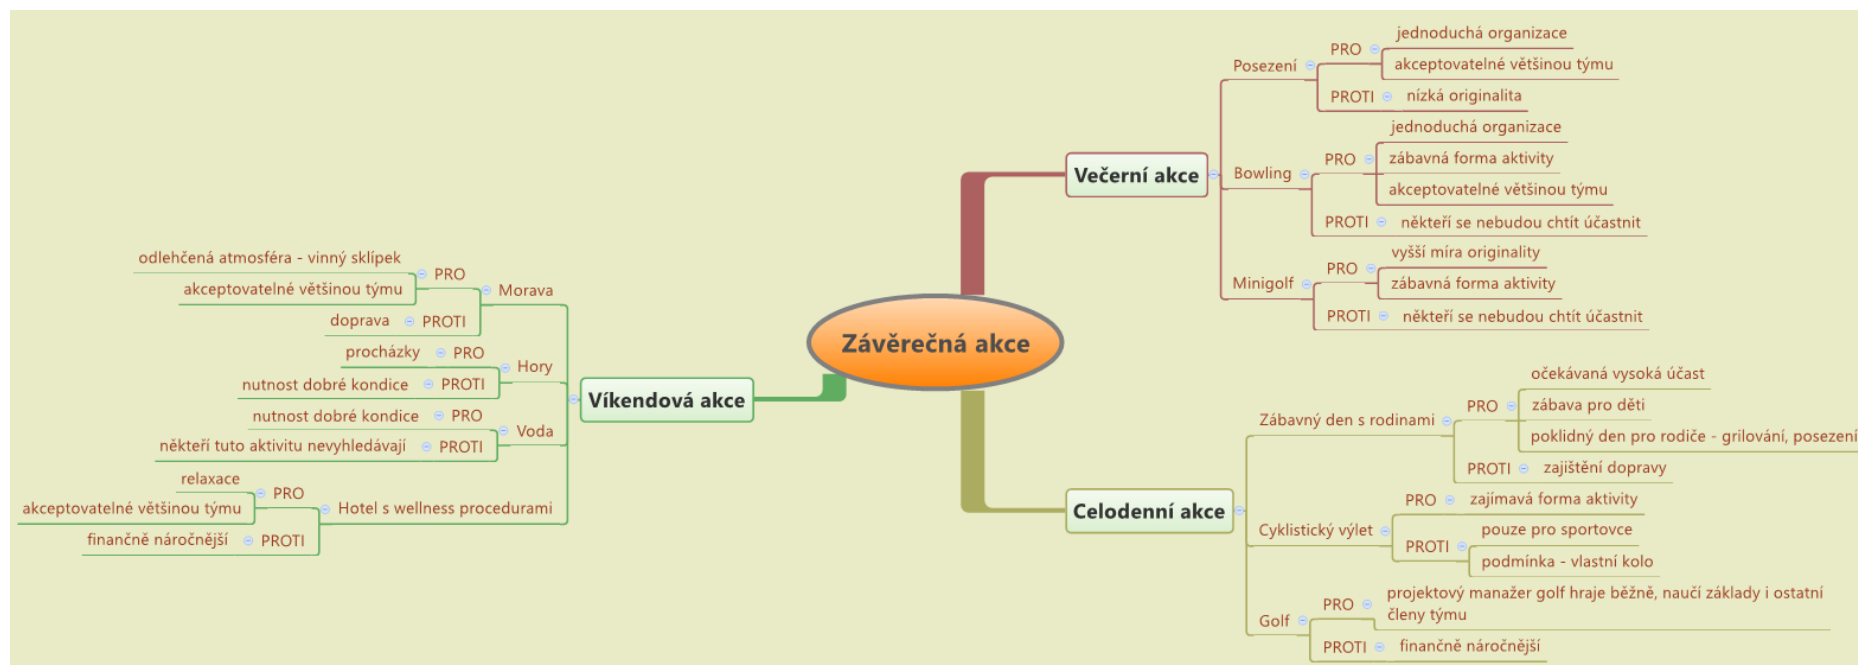 Závěrečná akce
Večerní akce
Posezení
PRO
jednoduchá organizace
akceptovatelné většinou týmu
PROTI
nízká originalita
Bowling
PRO
jednoduchá organizace
zábavná forma aktivity
akceptovatelné většinou týmu
PROTI
někteří se nebudou chtít účastnit
Minigolf
PRO
vyšší míra originality
zábavná forma aktivity
PROTI
někteří se nebudou chtít účastnit
Celodenní akce
Zábavný den s rodinami
PRO
očekávaná vysoká účast
zábava pro děti
poklidný den pro rodiče - grilování, posezení
PROTI
zajištění dopravy
Cyklistický výlet
PRO
zajímavá forma aktivity
PROTI
pouze pro sportovce
podmínka - vlastní kolo
Golf
PRO
projektový manažer golf hraje běžně, naučí základy i ostatní
členy týmu
PROTI
finančně náročnější
Víkendová akce
Morava
PRO
odlehčená atmosféra - vinný sklípek
akceptovatelné většinou týmu
PROTI
doprava
Hory
PRO
procházky
PROTI
nutnost dobré kondice
Voda
PRO
nutnost dobré kondice
PROTI
někteří tuto aktivitu nevyhledávají
Hotel s wellness procedurami
PRO
relaxace
akceptovatelné většinou týmu
PROTI
finančně náročnější